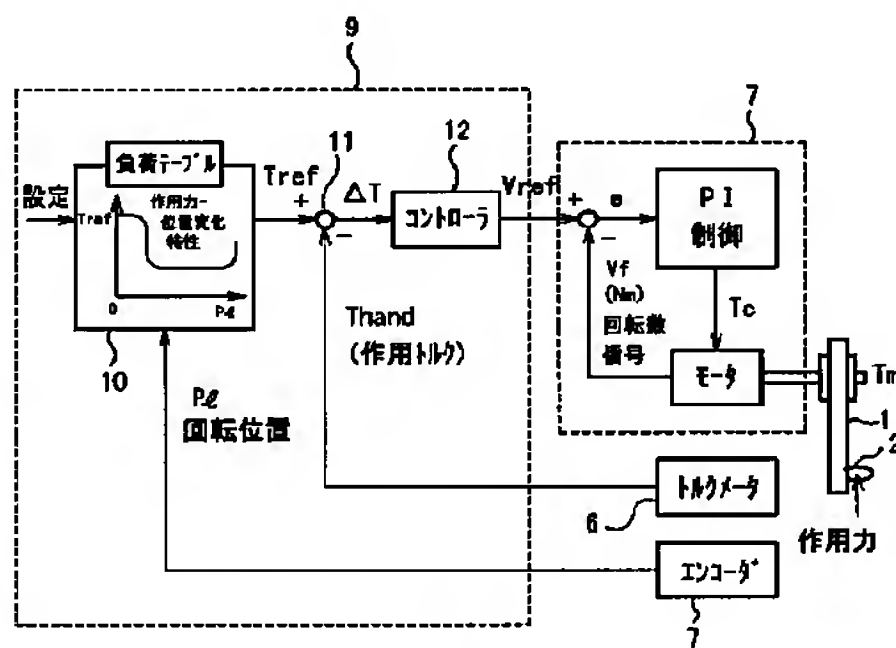 9
7
負荷テーブル
設定
Tref
作用力-
位置変化
特性
0
Pℓ
10
Tref
+
11
-
ΔT
12
コントローラ
Vref
+
-
e
PI
制御
Vf
(Nm)
回転数
信号
Tc
モータ
Tm
1
2
作用力
Thand
(作用トルク)
Pℓ
回転位置
トルクメータ
6
エンコーダ
7